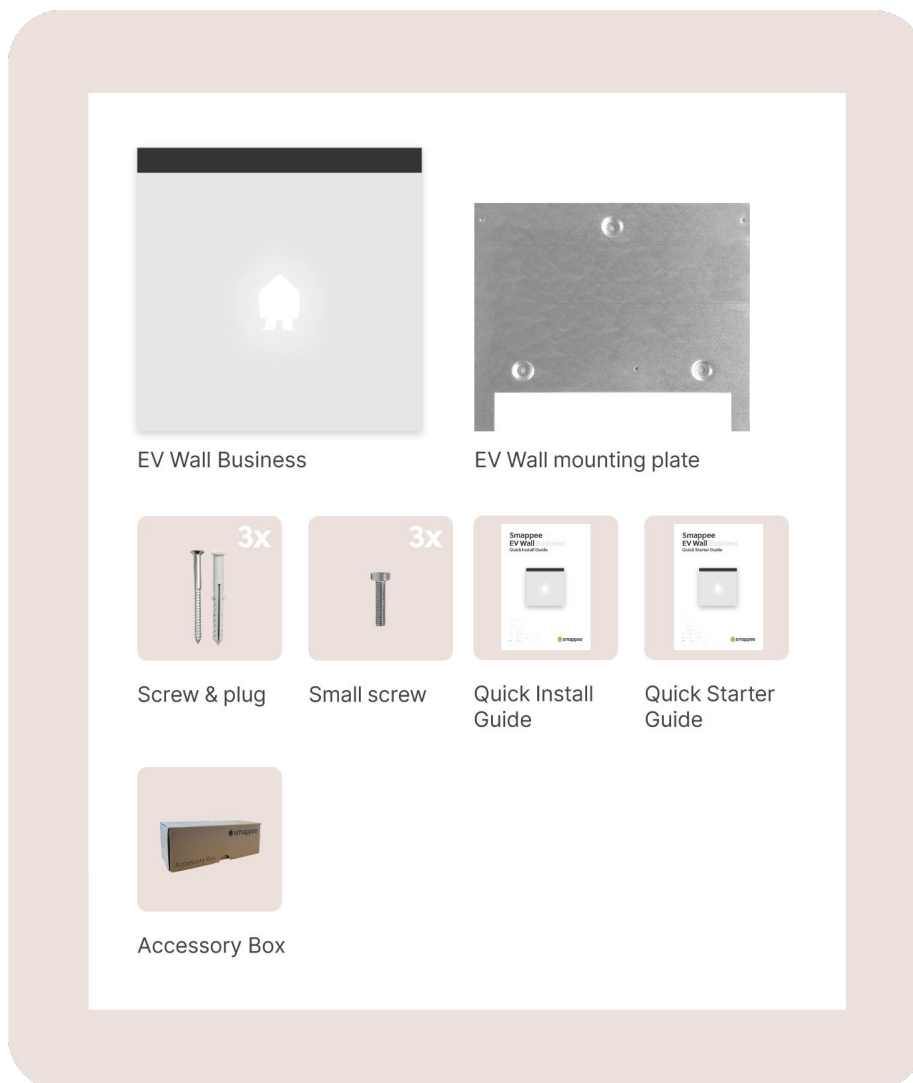 EV Wall Business
EV Wall mounting plate
3x
3x
Smappee
EV Wall Business
Quick Install Guide
smappee
Smappee
EV Wall Business
Quick Starter Guide
smappee
Screw & plug
Small screw
Quick Install
Guide
Quick Starter
Guide
smappee
Accessory Box
Accessory Box